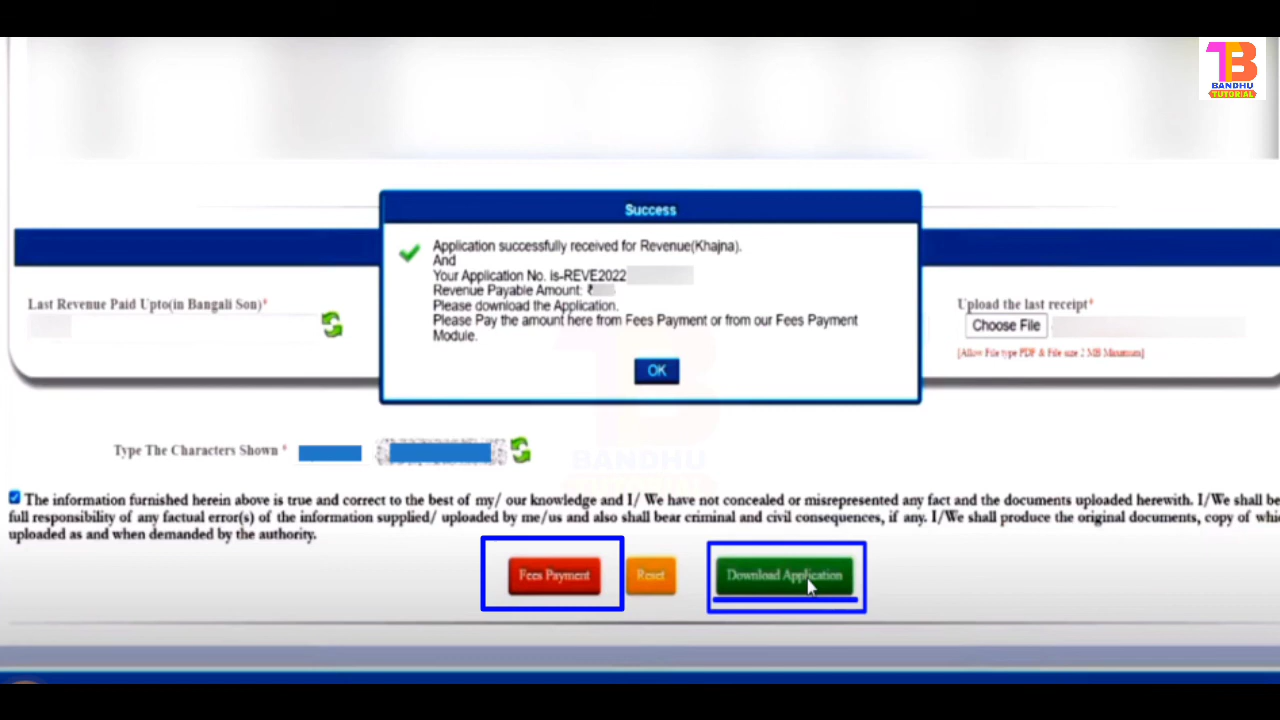 TB
BANDHU
TUTORIAL
Success
Application successfully received for Revenue(Khajna).
And
Your Application No. is-REVE2022
Revenue Payable Amount: ₹
Please download the Application.
Please Pay the amount here from Fees Payment or from our Fees Payment
Module.
OK
Last Revenue Paid Upto(in Bangali Son)*
Upload the last receipt*
Choose File
[Allow File type PDF & File size 2 MB Minimum]
BANDHU
Type The Characters Shown *
The information furnished herein above is true and correct to the best of my/ our knowledge and I/ We have not concealed or misrepresented any fact and the documents uploaded herewith. I/We shall be
full responsibility of any factual error(s) of the information supplied/ uploaded by me/us and also shall bear criminal and civil consequences, if any. I/We shall produce the original documents, copy of whi
uploaded as and when demanded by the authority.
Fees Payment
Reset
Download Application